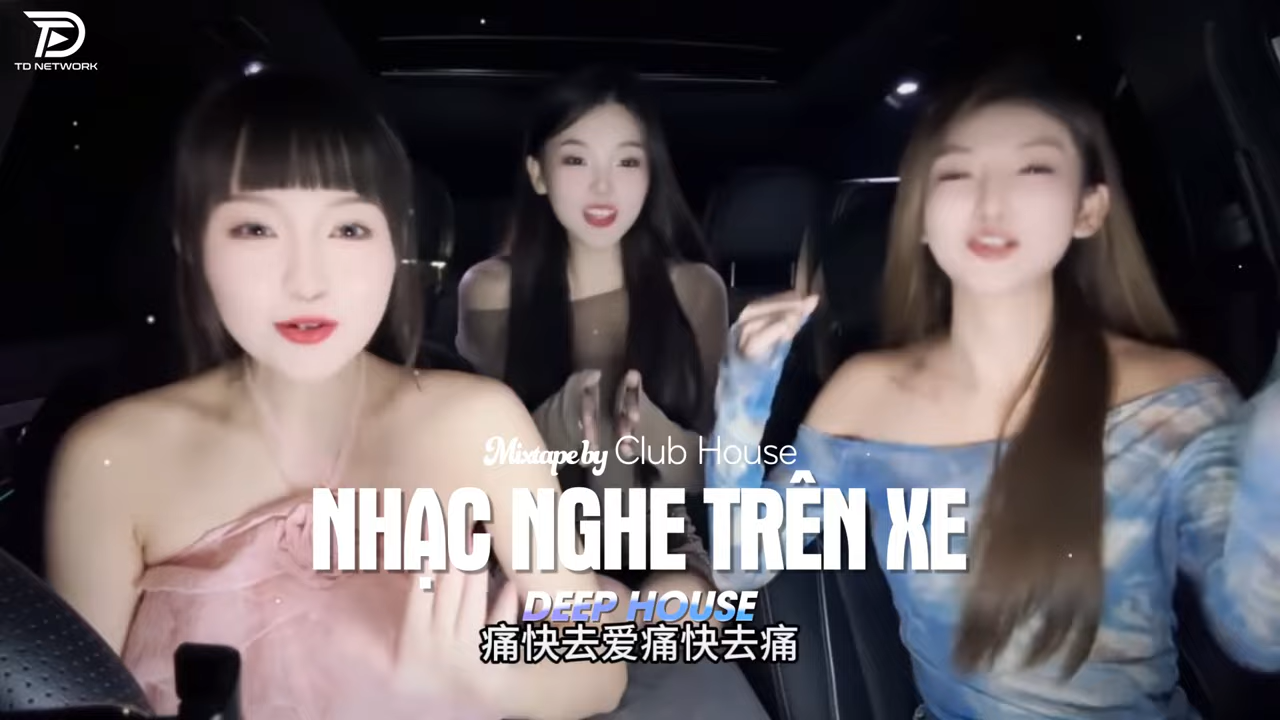 TD NETWORK
Mixtape by Club House
NHẠC NGHE TRÊN XE
DEEP HOUSE
痛快去爱痛快去痛